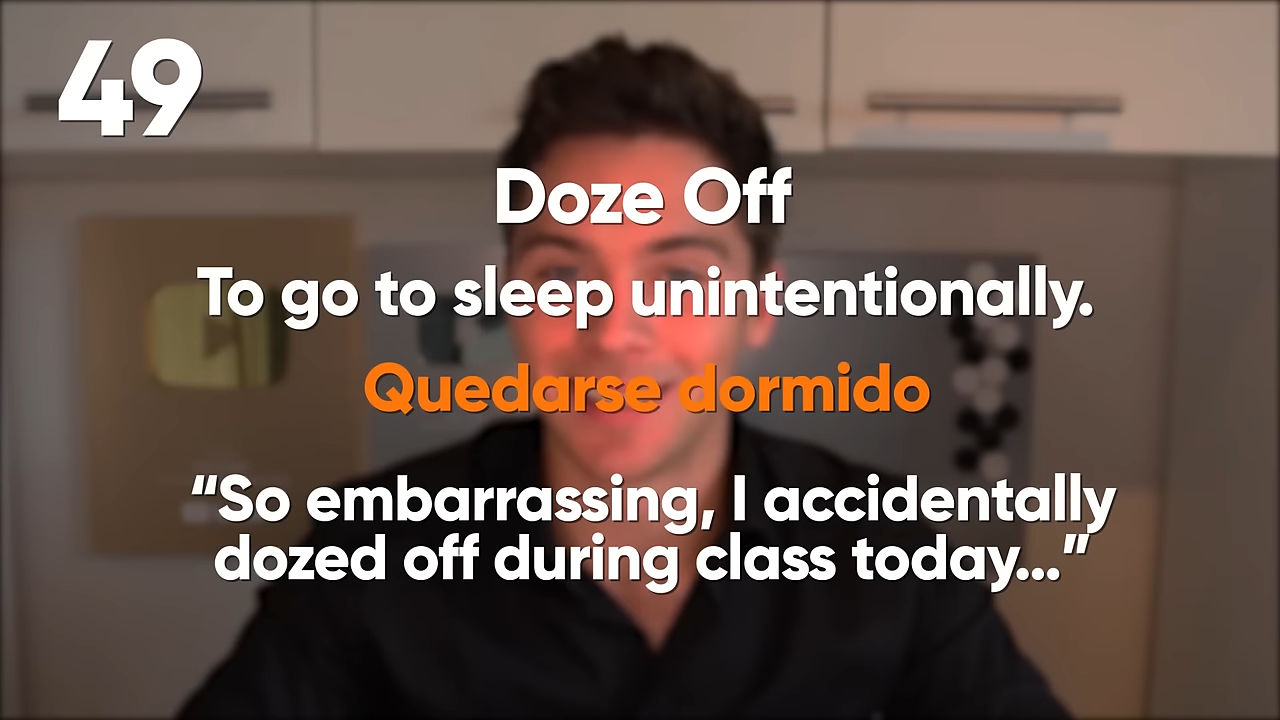 49
Doze Off
To go to sleep unintentionally.
Quedarse dormido
“So embarrassing, I accidentally
dozed off during class today...”